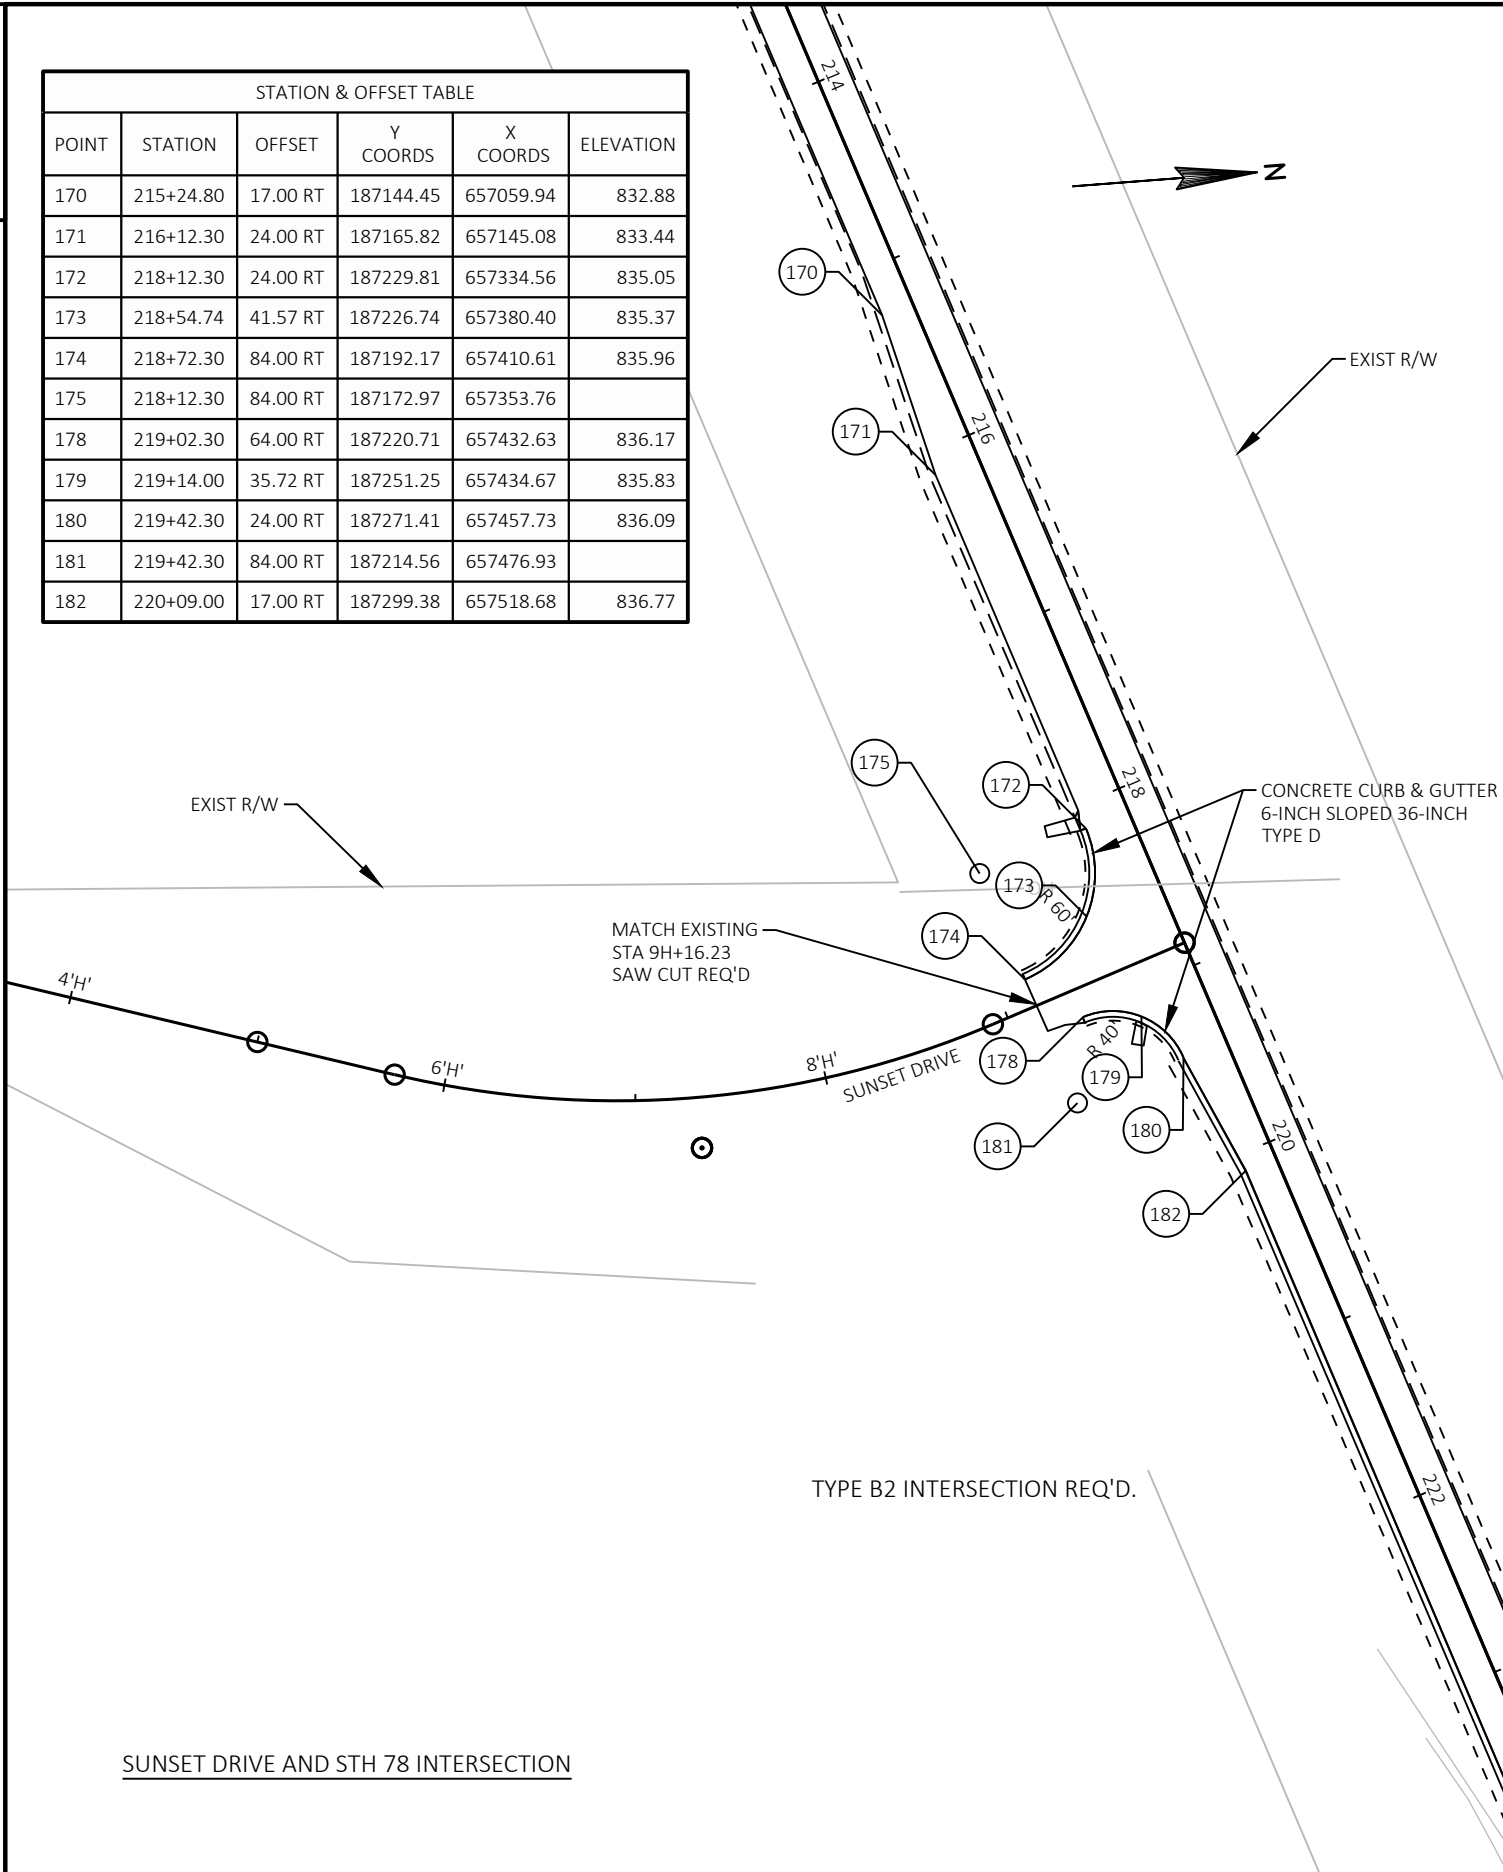 STATION & OFFSET TABLE
POINT STATION OFFSET Y COORDS X COORDS ELEVATION
170 215+24.80 17.00 RT 187144.45 657059.94 832.88
171 216+12.30 24.00 RT 187165.82 657145.08 833.44
172 218+12.30 24.00 RT 187229.81 657334.56 835.05
173 218+54.74 41.57 RT 187226.74 657380.40 835.37
174 218+72.30 84.00 RT 187192.17 657410.61 835.96
175 218+12.30 84.00 RT 187172.97 657353.76
178 219+02.30 64.00 RT 187220.71 657432.63 836.17
179 219+14.00 35.72 RT 187251.25 657434.67 835.83
180 219+42.30 24.00 RT 187271.41 657457.73 836.09
181 219+42.30 84.00 RT 187214.56 657476.93
182 220+09.00 17.00 RT 187299.38 657518.68 836.77
214
N
170
EXIST R/W
171
216
175
172
218
CONCRETE CURB & GUTTER
6-INCH SLOPED 36-INCH
TYPE D
EXIST R/W
173
R 60'
MATCH EXISTING
STA 9H+16.23
SAW CUT REQ'D
174
4'H'
6'H'
8'H'
SUNSET DRIVE
178
R 40'
179
181
180
220
182
222
TYPE B2 INTERSECTION REQ'D.
SUNSET DRIVE AND STH 78 INTERSECTION